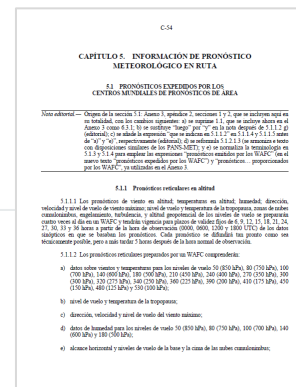 C-54
CAPÍTULO 5. INFORMACIÓN DE PRONÓSTICO
METEOROLÓGICO EN RUTA
5.1 PRONÓSTICOS EXPEDIDOS POR LOS
CENTROS MUNDIALES DE PRONÓSTICOS DE ÁREA
Nota editorial.— Origen de la sección 5.1: Anexo 3, apéndice 2, secciones 1 y 2, que se incluyen aquí en
su totalidad, con los cambios siguientes: a) se suprime 1.1, que se incluye ahora en el
Anexo 3 como 6.3.1; b) se sustituye “luego” por “y” en la nota después de 5.1.1.2 g)
(editorial); c) se añade la expresión “que se indican en 5.1.1.2” en 5.1.1.4 y 5.1.1.5 antes
de “a)” y “e)”, respectivamente (editorial); d) se reformula 5.1.2.1.3 (se armoniza e texto
con disposiciones similares de los PANS-MET); y e) se normaliza la terminología en
5.1.3 y 5.1.4 para emplear las expresiones “pronósticos emitidos por los WAFC” (en el
nuevo texto “pronósticos expedidos por los WAFC”) y “pronósticos... proporcionados
por los WAFC”, ya utilizadas en el Anexo 3.
5.1.1 Pronósticos reticulares en altitud
5.1.1.1 Los pronósticos de viento en altitud; temperatura en altitud; humedad; dirección,
velocidad y nivel de vuelo de viento máximo; nivel de vuelo y temperatura de la tropopausa, zonas de nubes
cumulonimbus, engelamiento, turbulencia, y altitud geopotencial de los niveles de vuelo se prepararán
cuatro veces al día en un WAFC y tendrán vigencia para plazos de validez fijos de 6, 9, 12, 15, 18, 21, 24,
27, 30, 33 y 36 horas a partir de la hora de observación (0000, 0600, 1200 y 1800 UTC) de los datos
sinópticos en que se basaban los pronósticos. Cada pronóstico se difundirá tan pronto como sea
técnicamente posible, pero a más tardar 5 horas después de la hora normal de observación.
5.1.1.2 Los pronósticos reticulares preparados por un WAFC comprenderán:
a) datos sobre vientos y temperaturas para los niveles de vuelo 50 (850 hPa), 80 (750 hPa), 100
(700 hPa), 140 (600 hPa), 180 (500 hPa), 210 (450 hPa), 240 (400 hPa), 270 (350 hPa), 300
(300 hPa), 320 (275 hPa), 340 (250 hPa), 360 (225 hPa), 390 (200 hPa), 410 (175 hPa), 450
(150 hPa), 480 (125 hPa) y 530 (100 hPa);
b) nivel de vuelo y temperatura de la tropopausa;
c) dirección, velocidad y nivel de vuelo del viento máximo;
d) datos de humedad para los niveles de vuelo 50 (850 hPa), 80 (750 hPa), 100 (700 hPa), 140
(600 hPa) y 180 (500 hPa);
e) alcance horizontal y niveles de vuelo de la base y la cima de las nubes cumulonimbus;